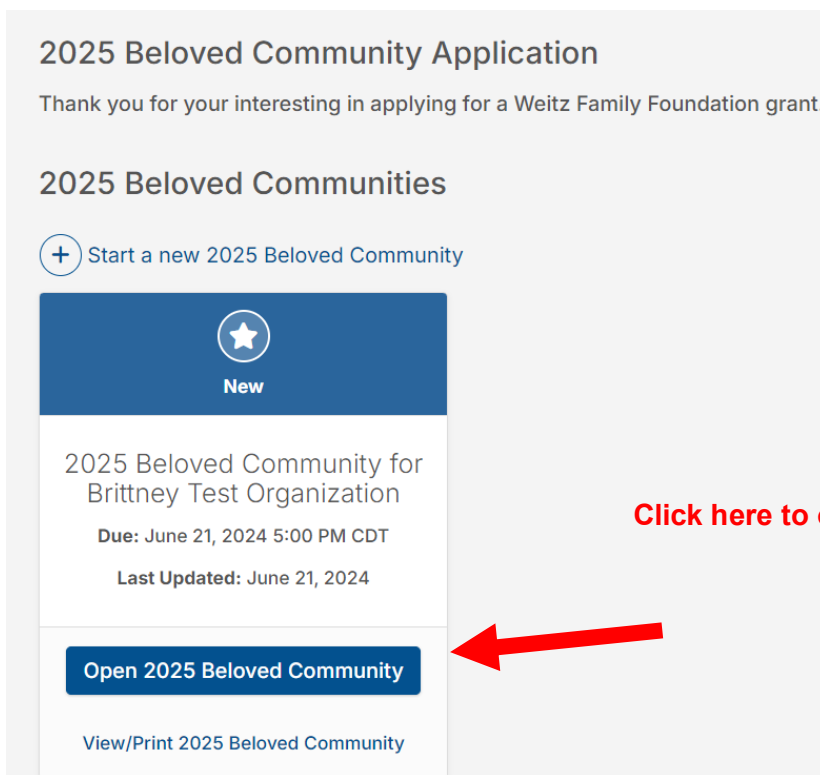 2025 Beloved Community Application
Thank you for your interesting in applying for a Weitz Family Foundation grant
2025 Beloved Communities
+ Start a new 2025 Beloved Community
New
2025 Beloved Community for
Brittney Test Organization
Due: June 21, 2024 5:00 PM CDT
Last Updated: June 21, 2024
Click here to
Open 2025 Beloved Community
View/Print 2025 Beloved Community